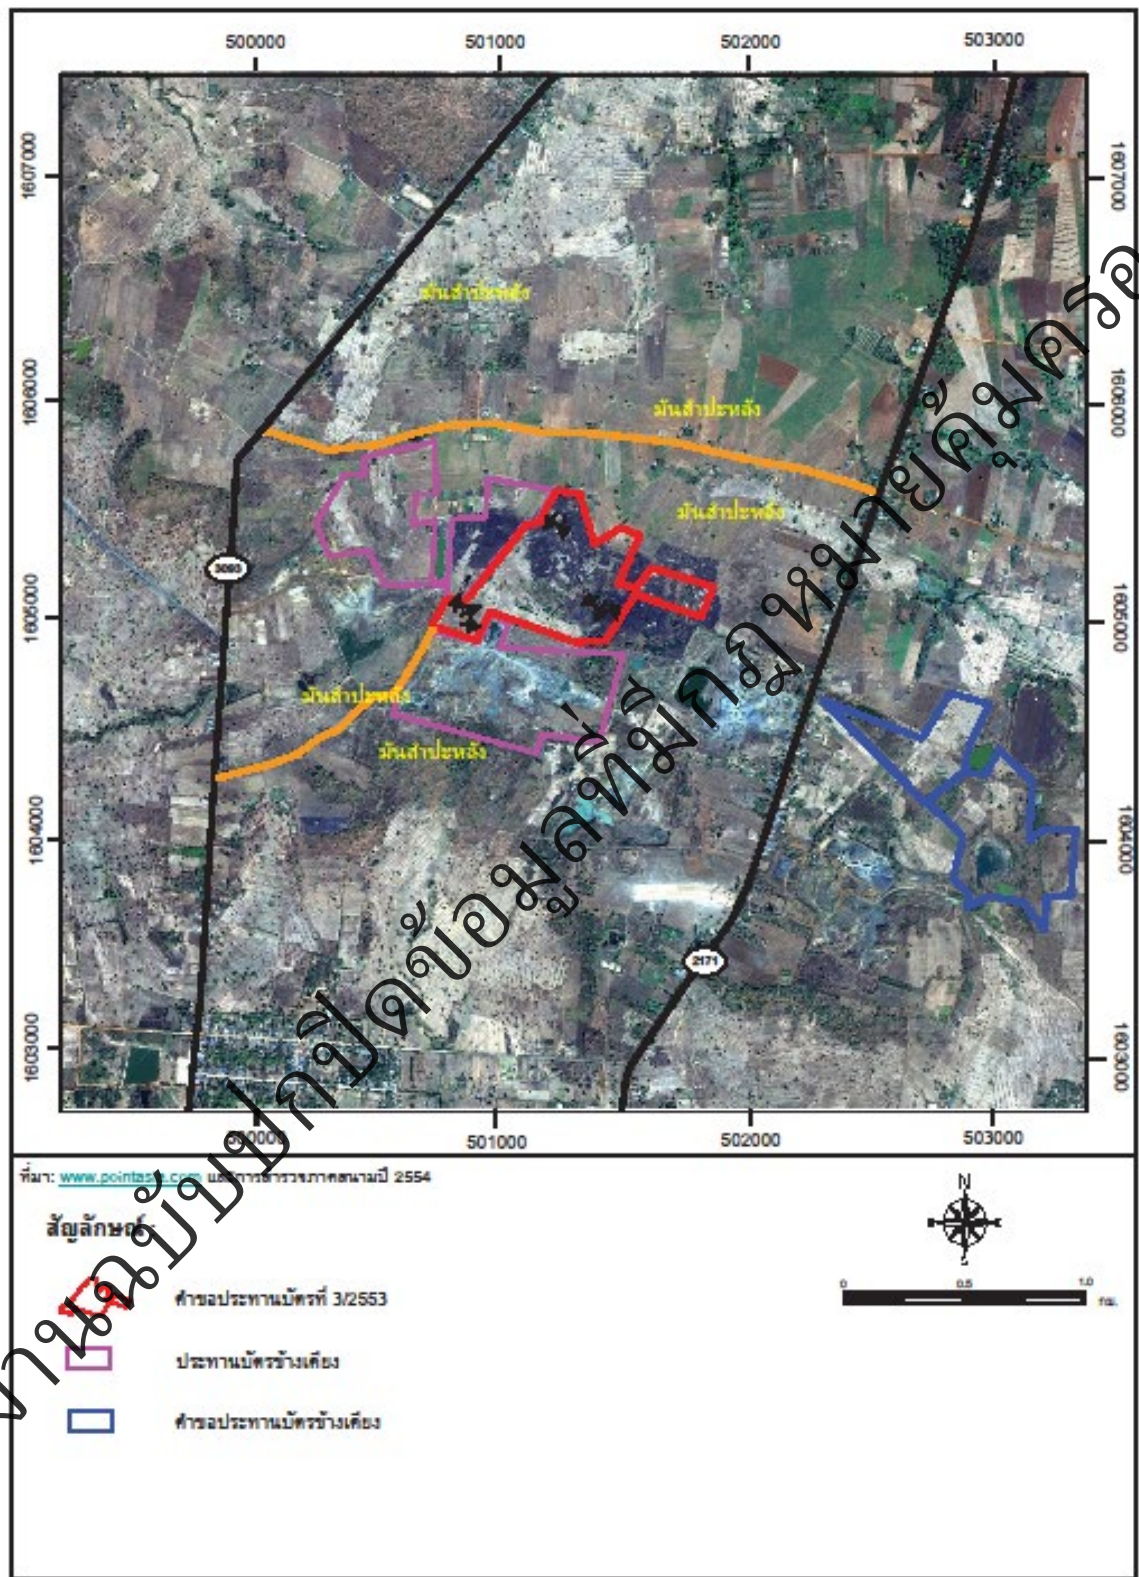 500000 501000 502000 503000
1607000 1607000
มันสำปะหลัง
1606000 1606000
มันสำปะหลัง
มันสำปะหลัง
3093
1605000 1605000
มันสำปะหลัง
มันสำปะหลัง
1604000 1604000
2171
1603000 1603000
500000 501000 502000 503000
ที่มา: www.pointasia.com และการสำรวจภาคสนามปี 2554
สัญลักษณ์ :
N
คำขอประทานบัตรที่ 3/2553
0 0.5 1.0
กม.
ประทานบัตรข้างเคียง
คำขอประทานบัตรข้างเคียง
งานฉบับปกปิดข้อมูลที่มีกฎหมายคุ้มครอ